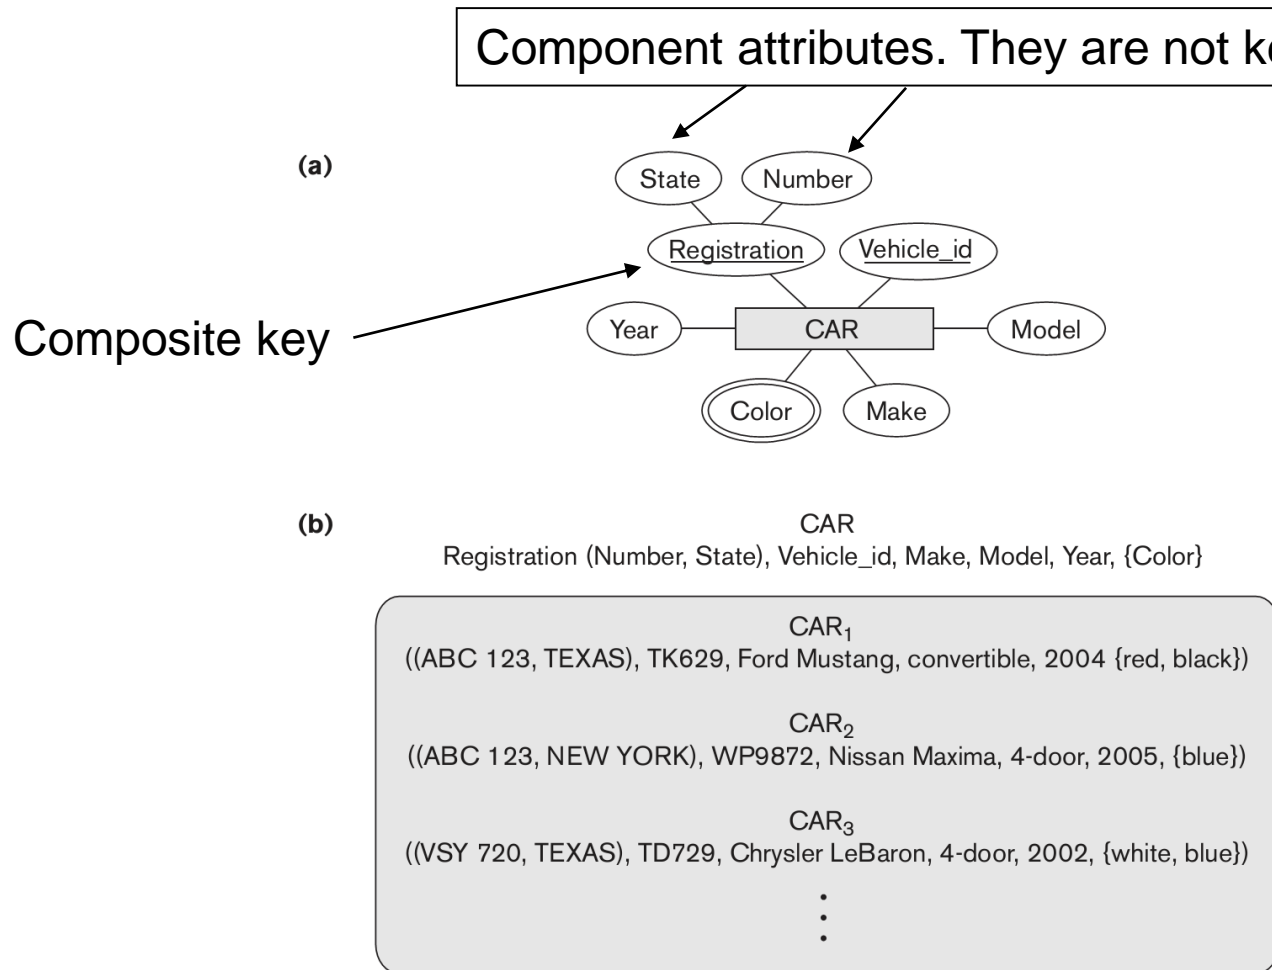 Component attributes. They are not
(a)
State
Number
Registration
Vehicle_id
Composite key
Year
CAR
Model
Color
Make
(b)
CAR
Registration (Number, State), Vehicle_id, Make, Model, Year, {Color}
CAR1
((ABC 123, TEXAS), TK629, Ford Mustang, convertible, 2004 {red, black})
CAR2
((ABC 123, NEW YORK), WP9872, Nissan Maxima, 4-door, 2005, {blue})
CAR3
((VSY 720, TEXAS), TD729, Chrysler LeBaron, 4-door, 2002, {white, blue})